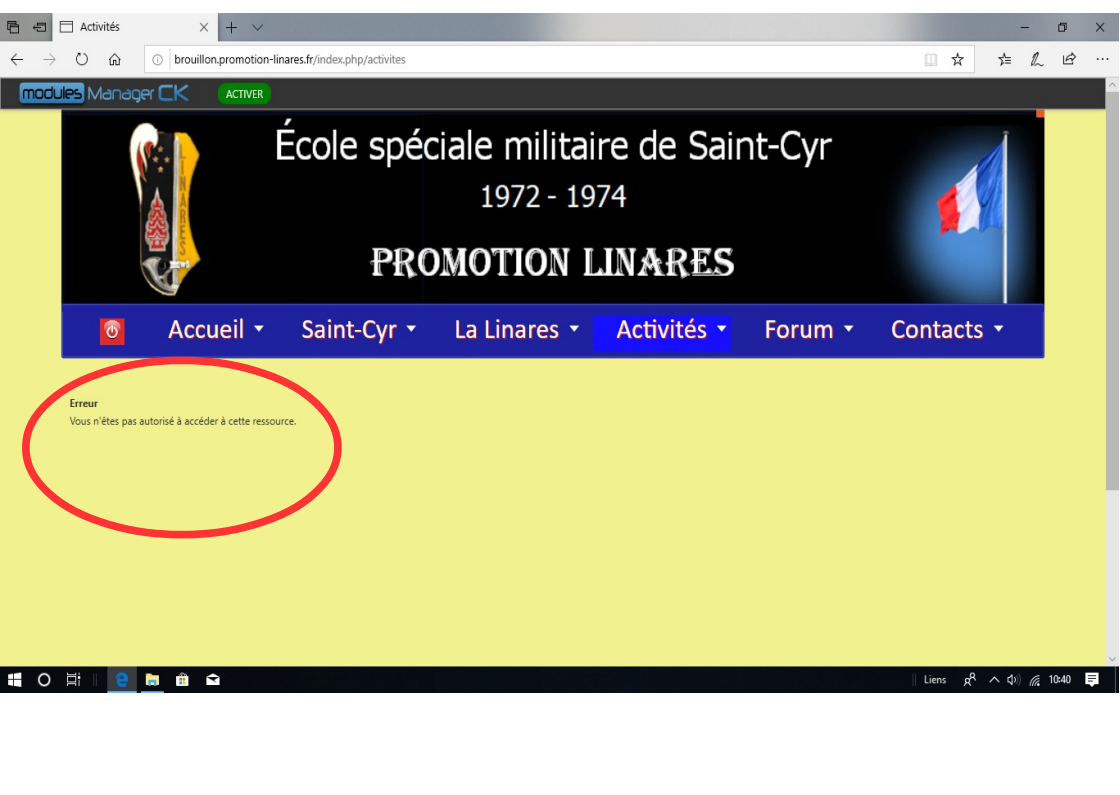 Activités
brouillon.promotion-linares.fr/index.php/activites
modules Manager CK ACTIVER
LINARES
École spéciale militaire de Saint-Cyr
1972 - 1974
PROMOTION LINARES
Accueil Saint-Cyr La Linares Activités Forum Contacts
Erreur
Vous n'êtes pas autorisé à accéder à cette ressource.
Liens 10:40